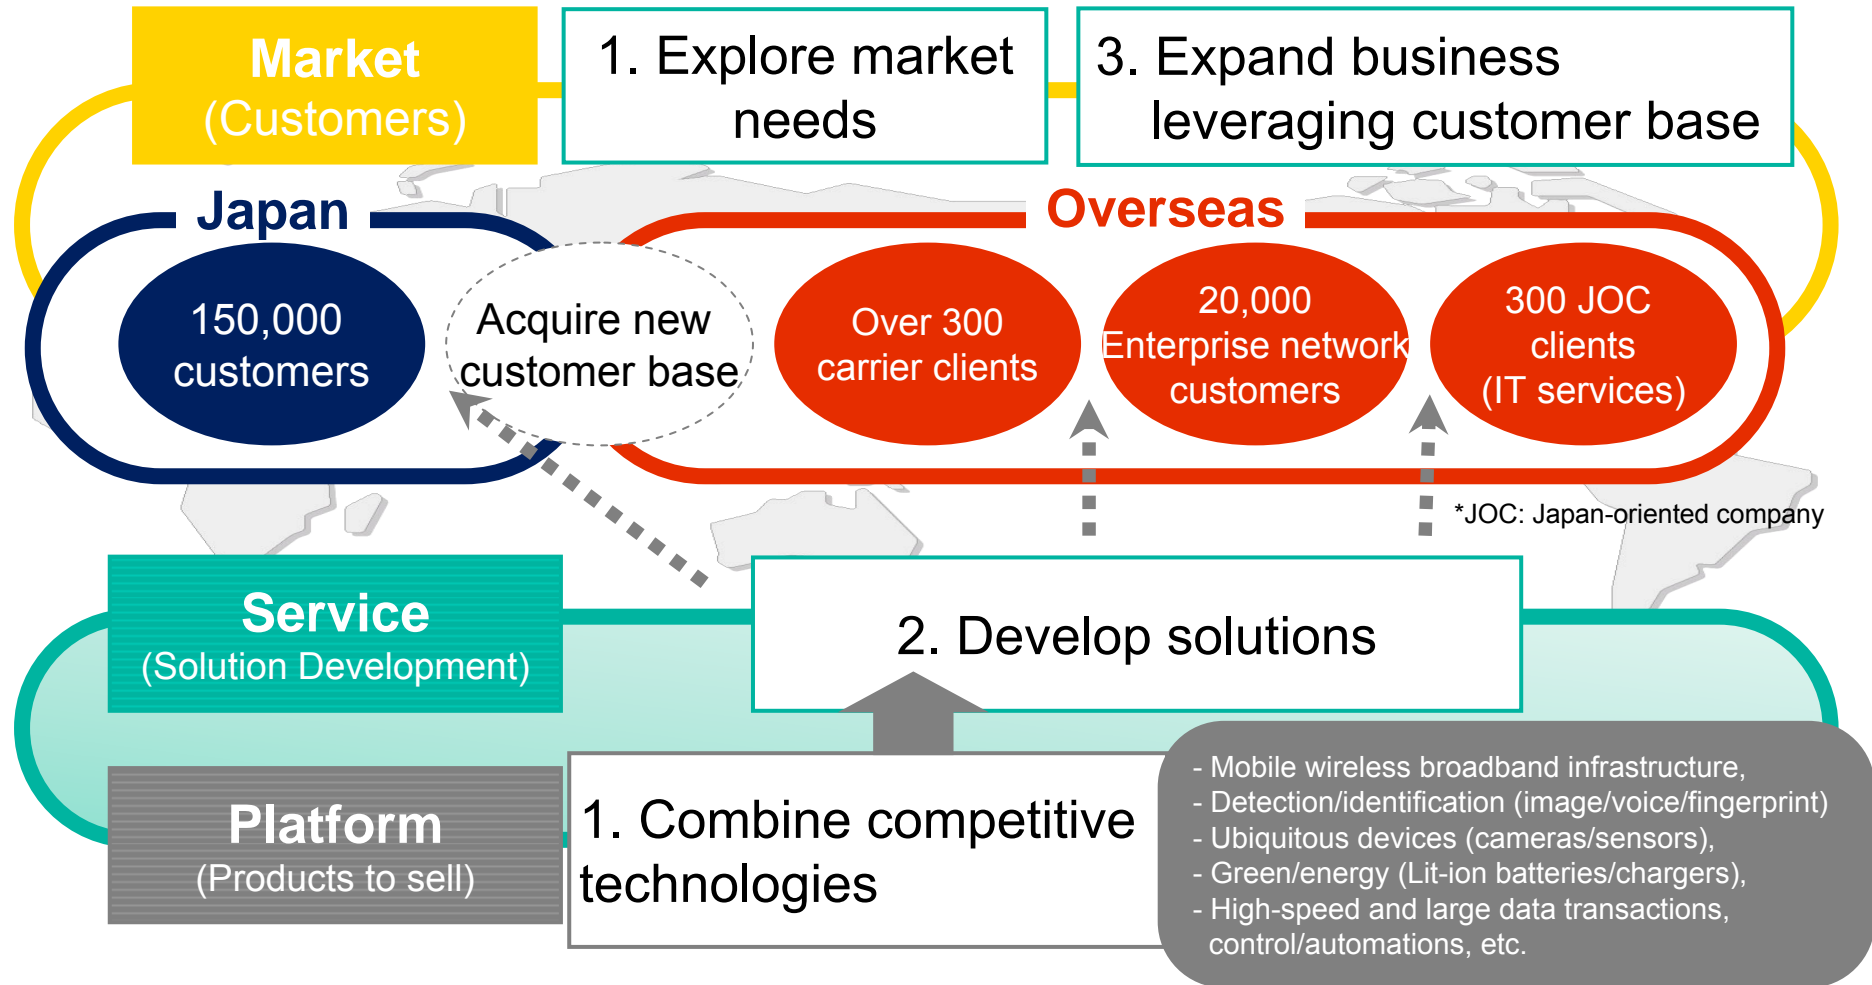 Market
(Customers)
1. Explore market
needs
3. Expand business
leveraging customer base
Japan
Overseas
150,000
customers
Acquire new
customer base
Over 300
carrier clients
20,000
Enterprise network
customers
300 JOC
clients
(IT services)
*JOC: Japan-oriented company
Service
(Solution Development)
2. Develop solutions
Platform
(Products to sell)
1. Combine competitive
technologies
- Mobile wireless broadband infrastructure,
- Detection/identification (image/voice/fingerprint)
- Ubiquitous devices (cameras/sensors),
- Green/energy (Lit-ion batteries/chargers),
- High-speed and large data transactions,
control/automations, etc.